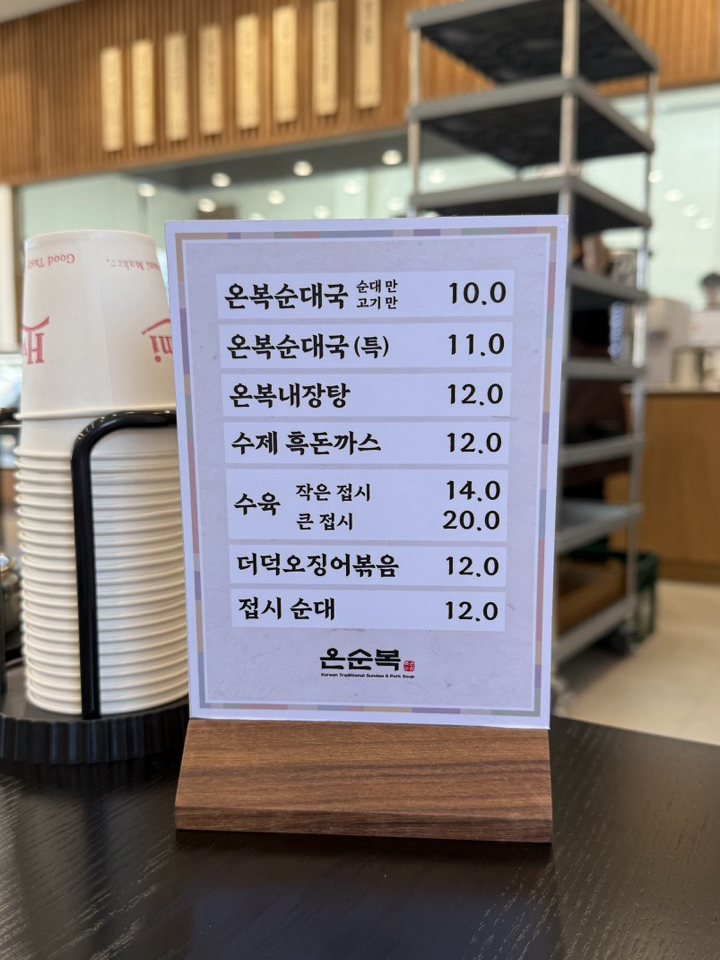 온복순대국 순대만 고기만 10.0
온복순대국(특) 11.0
온복내장탕 12.0
수제 흑돈까스 12.0
수육 작은 접시 14.0
큰 접시 20.0
더덕오징어볶음 12.0
접시 순대 12.0
온순복
Korean Traditional Sundae & Pork Soup
Good